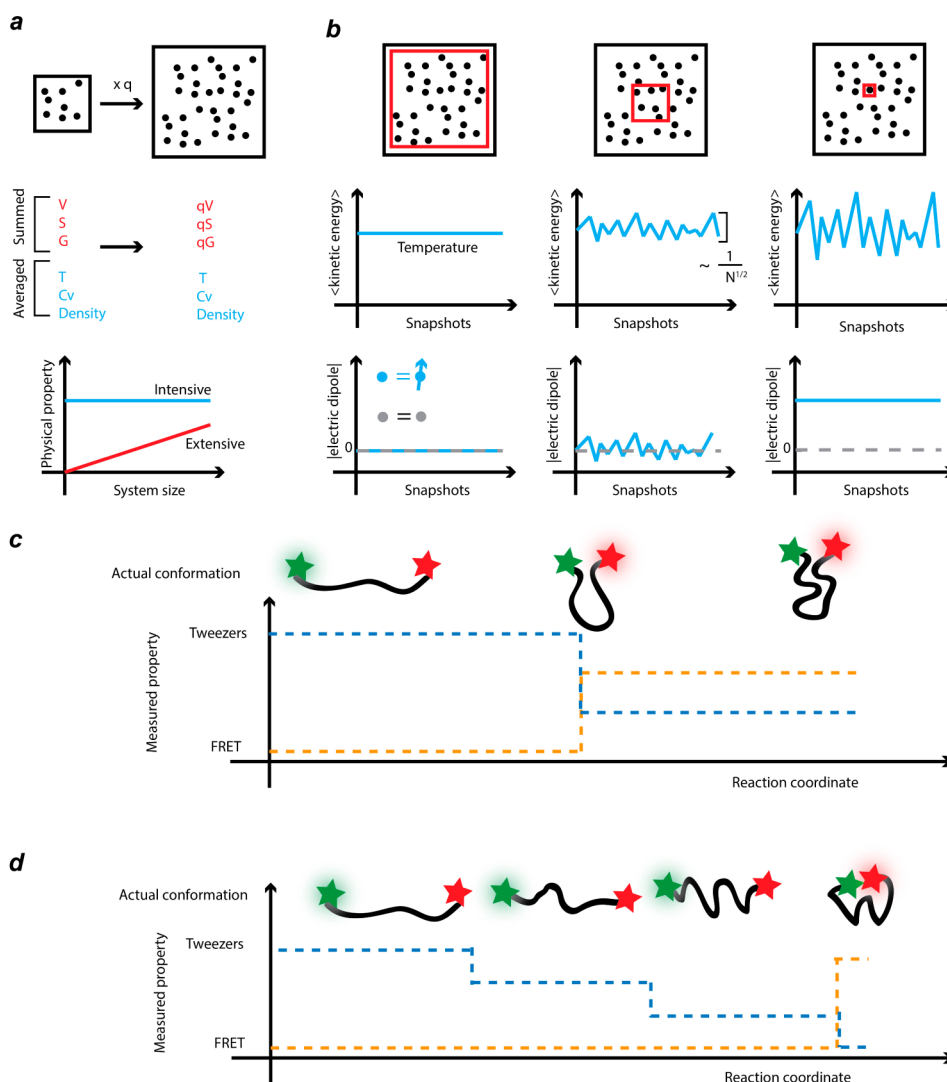 a
x q
Summed
V
S
G
qV
qS
qG
Averaged
T
Cv
Density
T
Cv
Density
Physical property
Intensive
Extensive
System size
b
<kinetic energy>
Temperature
Snapshots
<kinetic energy>
~ 1
N1/2
Snapshots
<kinetic energy>
Snapshots
|electric dipole|
=
=
0
Snapshots
|electric dipole|
0
Snapshots
|electric dipole|
0
Snapshots
c
Actual conformation
Tweezers
Measured property
FRET
Reaction coordinate
d
Actual conformation
Tweezers
Measured property
FRET
Reaction coordinate